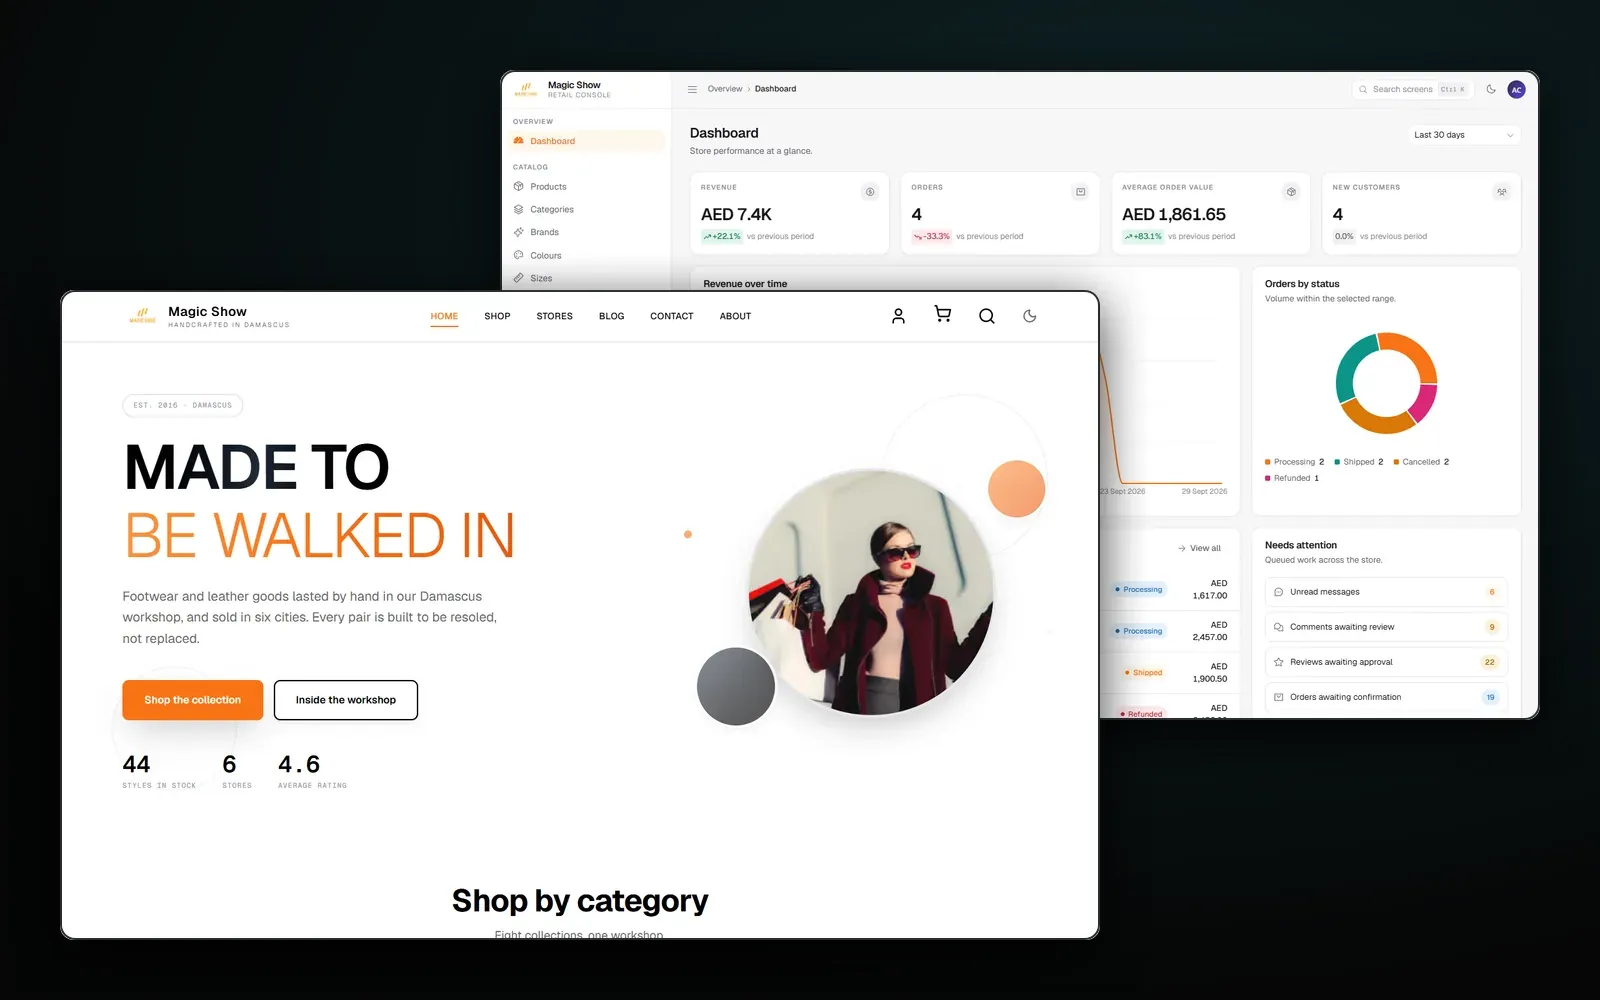 Magic Show
RETAIL CONSOLE
Overview › Dashboard
Search screens Ctrl K
AC
OVERVIEW
Dashboard
CATALOG
Products
Categories
Brands
Colours
Sizes
Dashboard
Store performance at a glance.
Last 30 days
REVENUE
AED 7.4K
+22.1% vs previous period
ORDERS
4
-33.3% vs previous period
AVERAGE ORDER VALUE
AED 1,861.65
+83.1% vs previous period
NEW CUSTOMERS
4
0.0% vs previous period
Revenue over time
23 Sept 2026 29 Sept 2026
Orders by status
Volume within the selected range.
Processing 2 Shipped 2 Cancelled 2
Refunded 1
→ View all
Processing AED 1,617.00
Processing AED 2,457.00
Shipped AED 1,900.50
Refunded AED
Needs attention
Queued work across the store.
Unread messages 6
Comments awaiting review 9
Reviews awaiting approval 22
Orders awaiting confirmation 19
Magic Show
HANDCRAFTED IN DAMASCUS
HOME SHOP STORES BLOG CONTACT ABOUT
EST. 2016 · DAMASCUS
MADE TO
BE WALKED IN
Footwear and leather goods lasted by hand in our Damascus
workshop, and sold in six cities. Every pair is built to be resoled,
not replaced.
Shop the collection
Inside the workshop
44 6 4.6
STYLES IN STOCK STORES AVERAGE RATING
Shop by category
Eight collections, one workshop